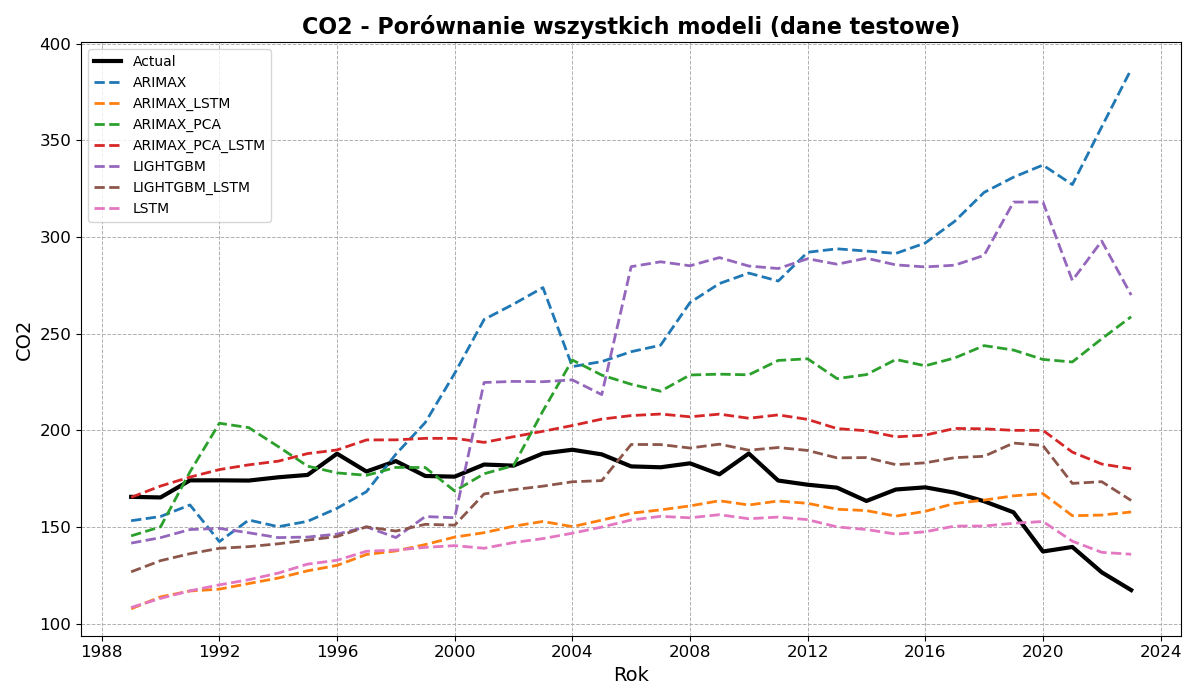 CO2 - Porównanie wszystkich modeli (dane testowe)
Actual
ARIMAX
ARIMAX_LSTM
ARIMAX_PCA
ARIMAX_PCA_LSTM
LIGHTGBM
LIGHTGBM_LSTM
LSTM
CO2
400
350
300
250
200
150
100
1988 1992 1996 2000 2004 2008 2012 2016 2020 2024
Rok